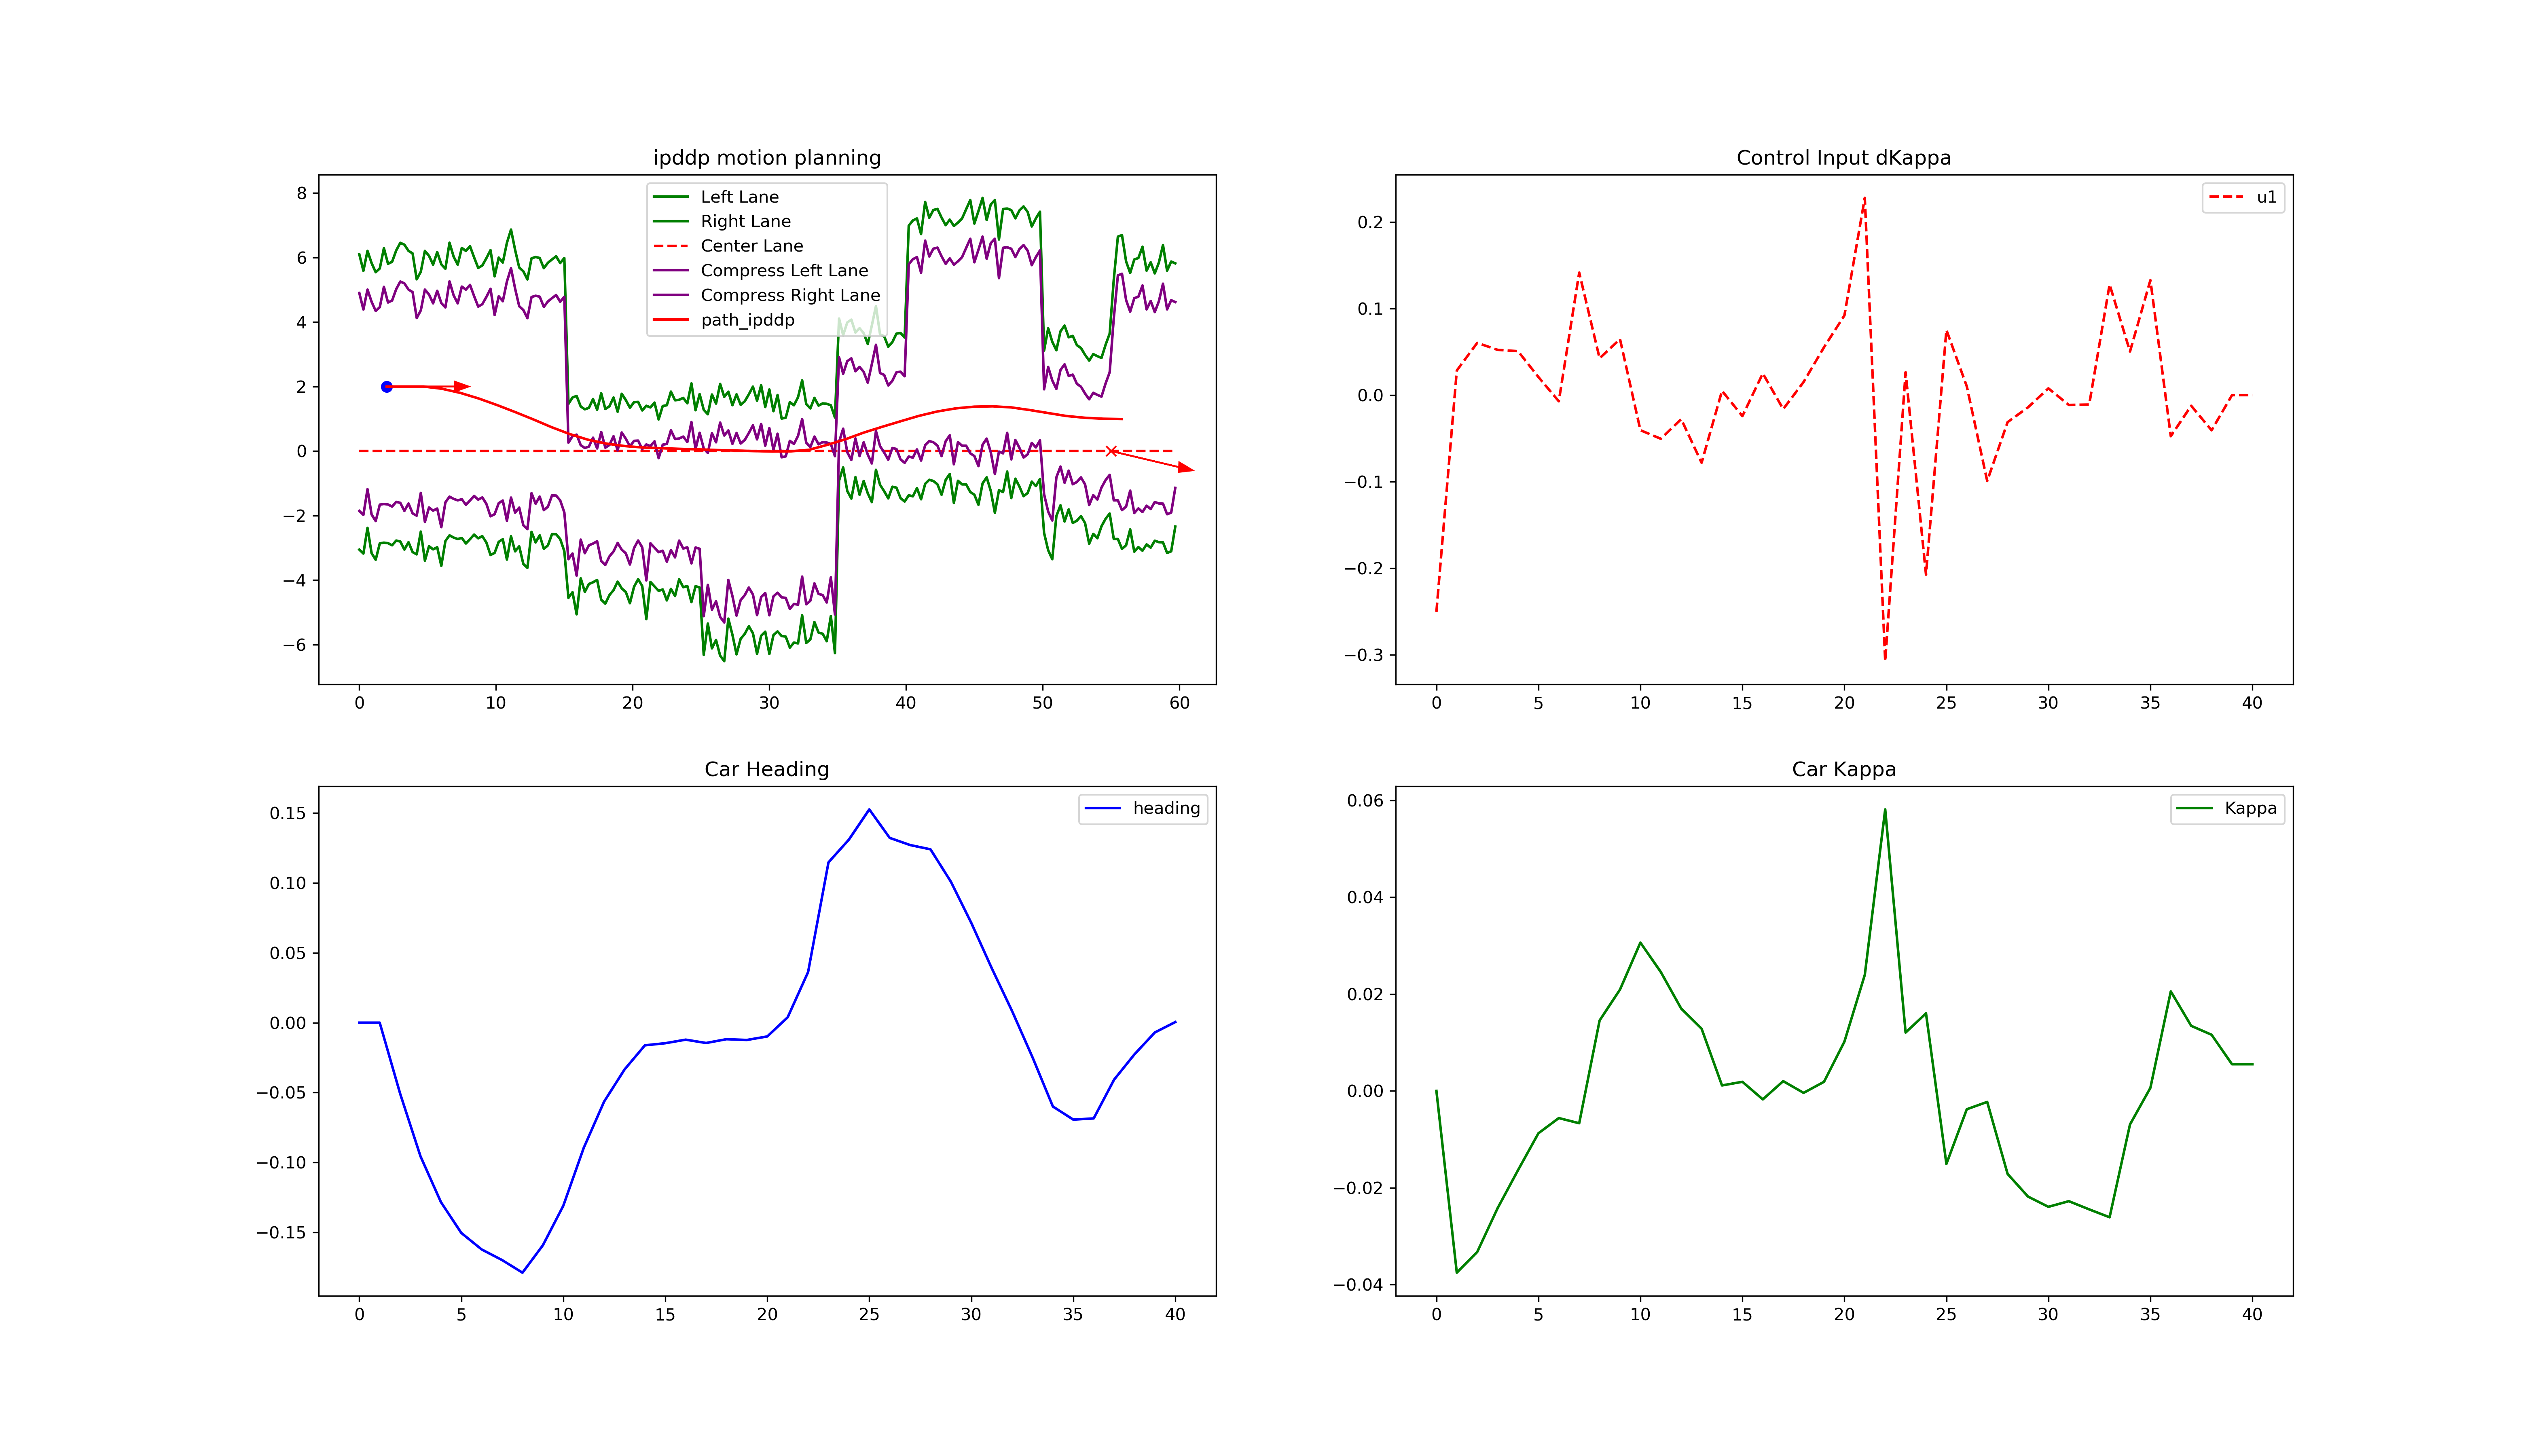 ipddp motion planning
Left Lane
Right Lane
Center Lane
Compress Left Lane
Compress Right Lane
path_ipddp
8
6
4
2
0
−2
−4
−6
0 10 20 30 40 50 60
Control Input dKappa
u1
0.2
0.1
0.0
−0.1
−0.2
−0.3
0 5 10 15 20 25 30 35 40
Car Heading
heading
0.15
0.10
0.05
0.00
−0.05
−0.10
−0.15
0 5 10 15 20 25 30 35 40
Car Kappa
Kappa
0.06
0.04
0.02
0.00
−0.02
−0.04
0 5 10 15 20 25 30 35 40